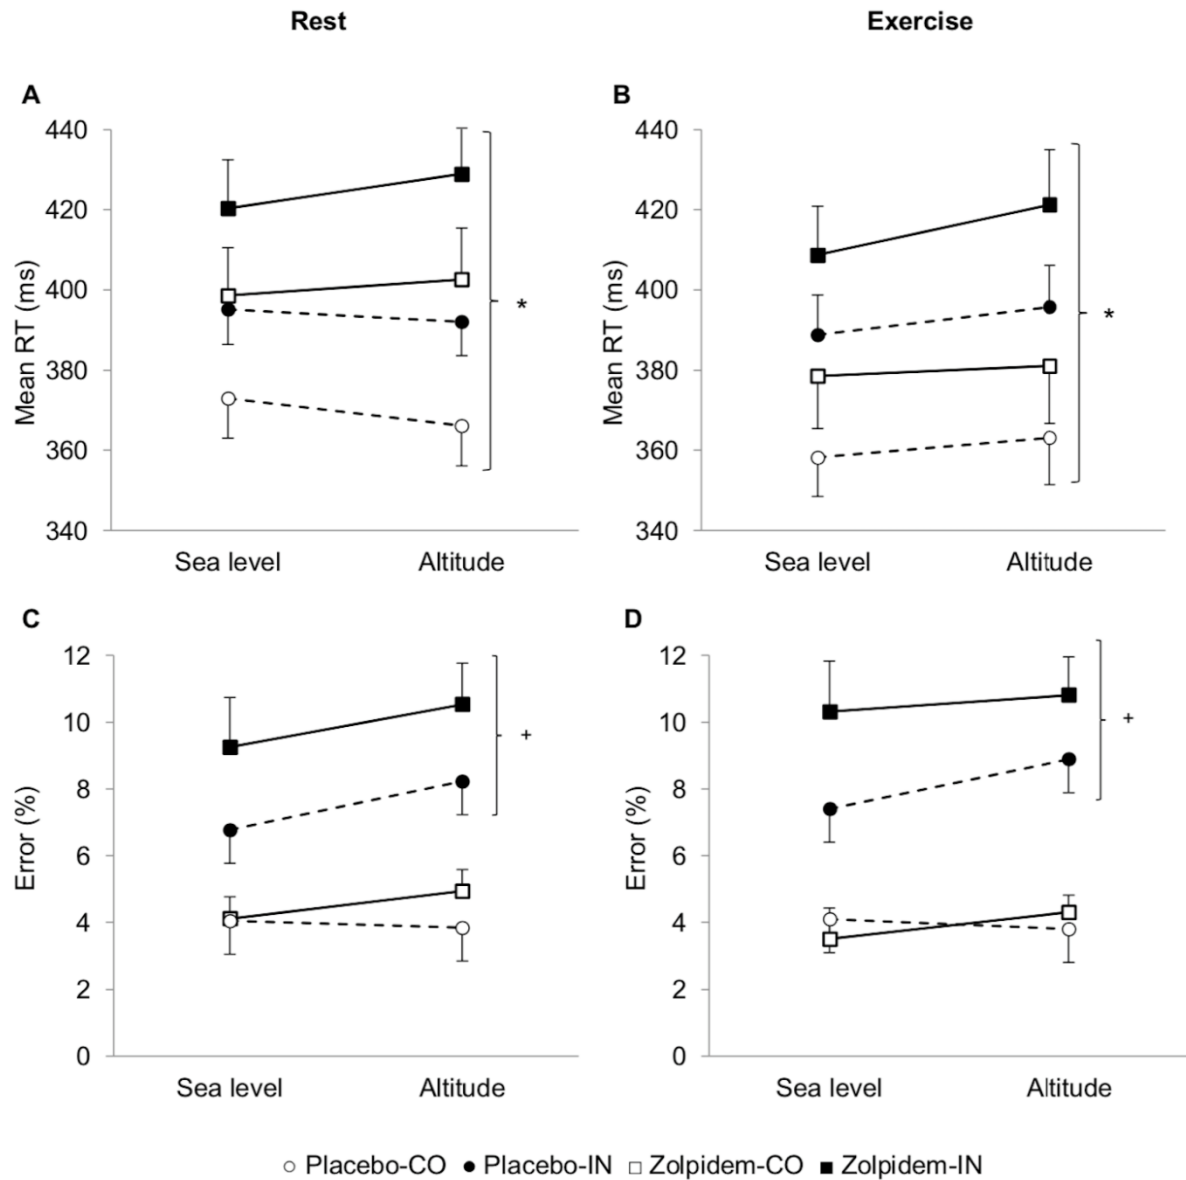 Rest
Exercise
A
B
440
420
400
380
360
340
Mean RT (ms)
*
Sea level
Altitude
440
420
400
380
360
340
Mean RT (ms)
*
Sea level
Altitude
C
D
12
10
8
6
4
2
0
Error (%)
+
Sea level
Altitude
12
10
8
6
4
2
0
Error (%)
+
Sea level
Altitude
Placebo-CO Placebo-IN Zolpidem-CO Zolpidem-IN